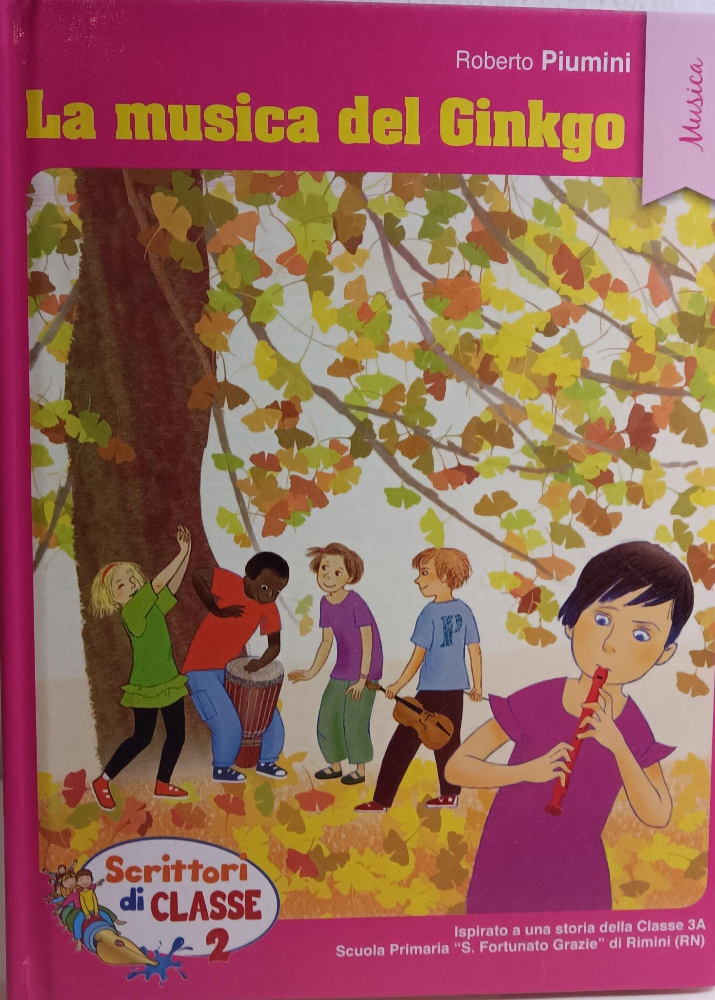 Roberto Piumini
Musica
La musica del Ginkgo
P
Scrittori
di CLASSE
2
Ispirato a una storia della Classe 3A
Scuola Primaria “S. Fortunato Grazie” di Rimini (RN)